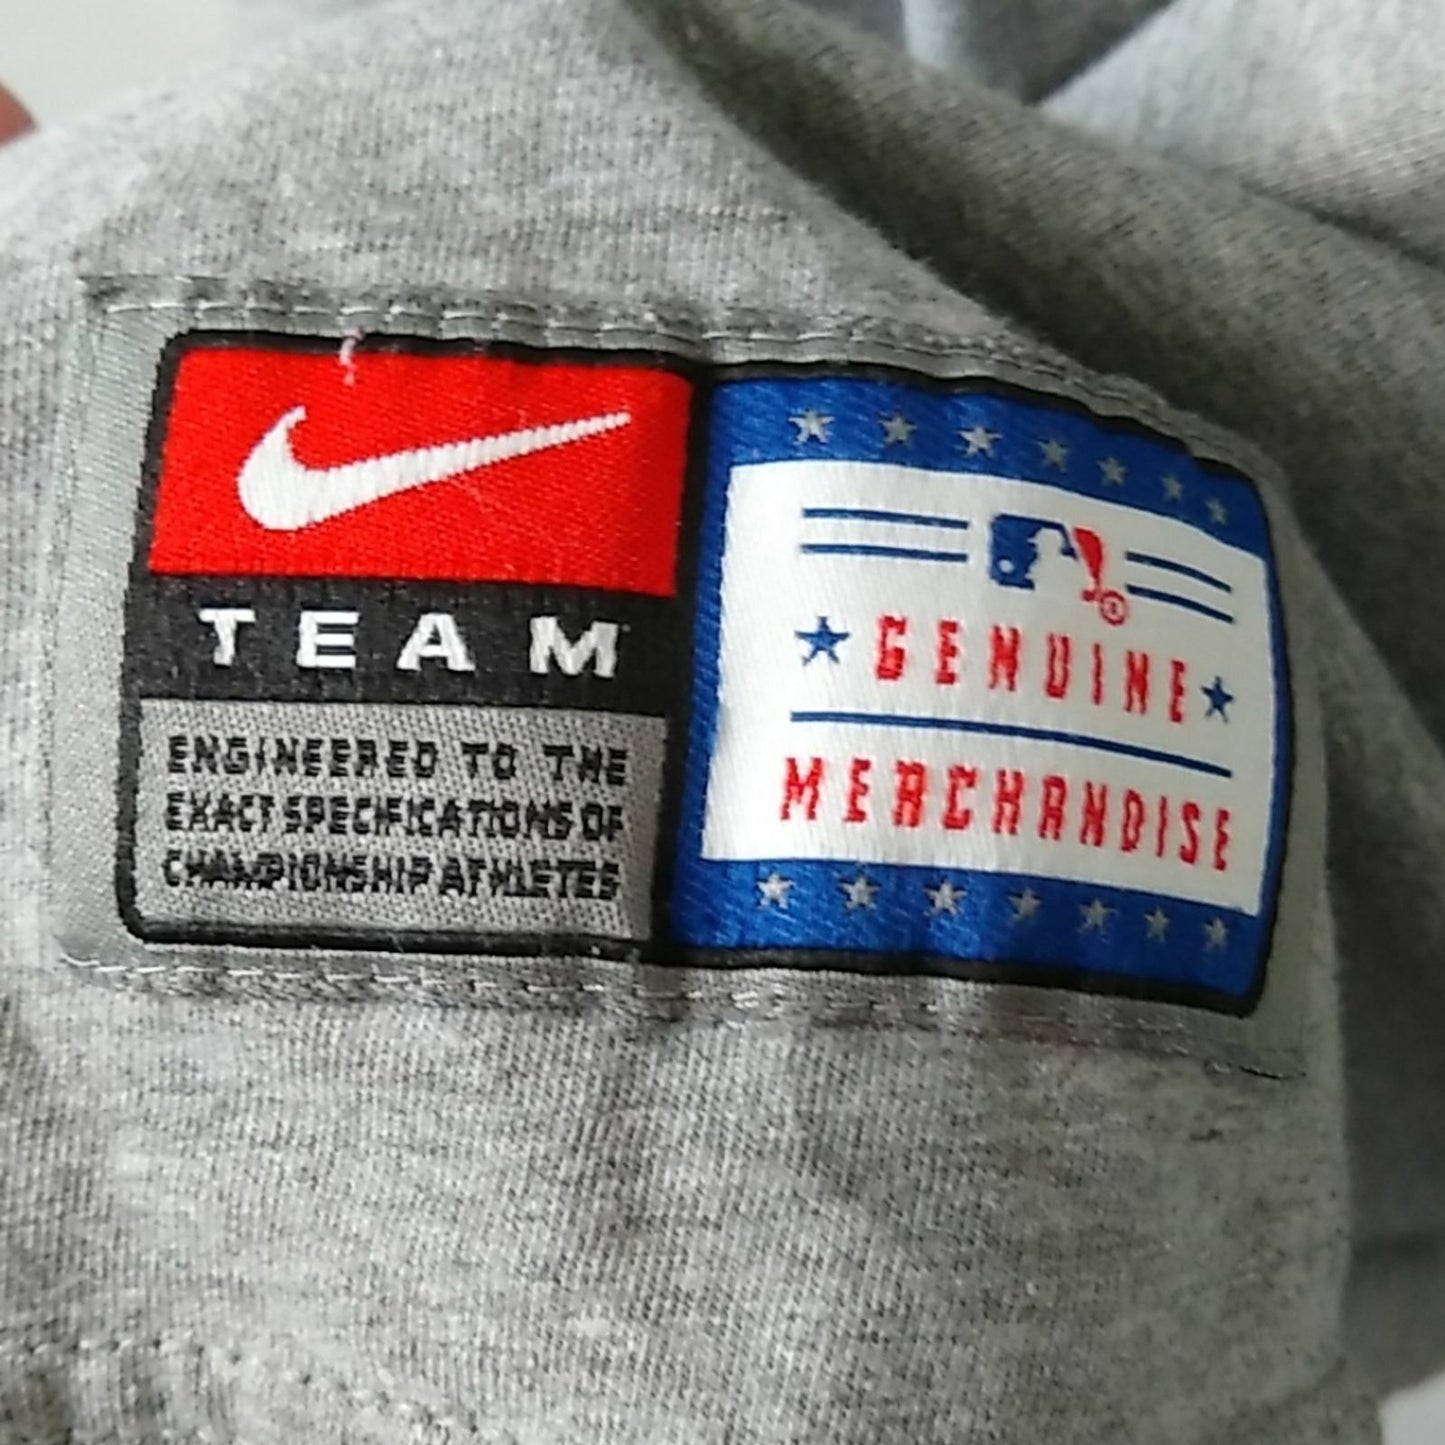 TEAM
ENGINEERED TO THE
EXACT SPECIFICATIONS OF
CHAMPIONSHIP ATHLETES
®
GENUINE
MERCHANDISE